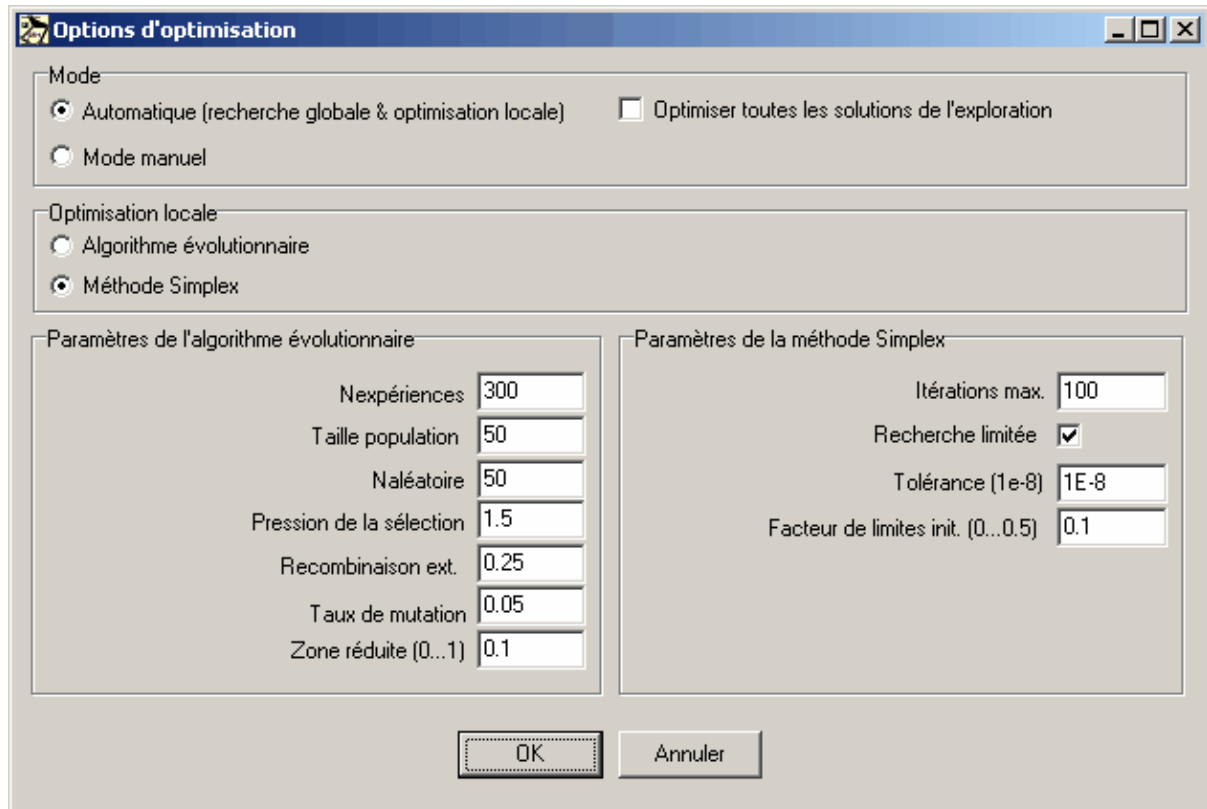 Options d'optimisation
Mode
Automatique (recherche globale & optimisation locale)
Optimiser toutes les solutions de l'exploration
Mode manuel
Optimisation locale
Algorithme évolutionnaire
Méthode Simplex
Paramètres de l'algorithme évolutionnaire
Nexpériences 300
Taille population 50
Naléatoire 50
Pression de la sélection 1.5
Recombinaison ext. 0.25
Taux de mutation 0.05
Zone réduite (0...1) 0.1
Paramètres de la méthode Simplex
Itérations max. 100
Recherche limitée
Tolérance (1e-8) 1E-8
Facteur de limites init. (0...0.5) 0.1
OK
Annuler